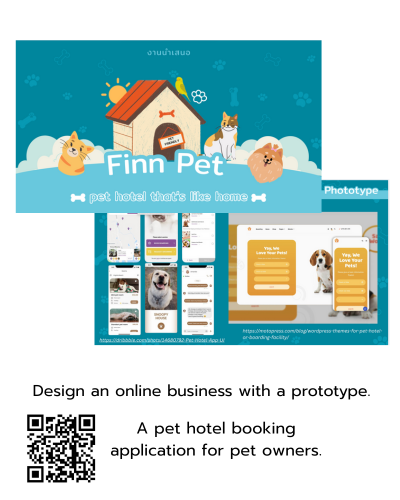 งานนำเสนอ
PET
FRIENDLY
Finn Pet
pet hotel that's like home
Phototype
Yay, We
Love Your Pets!
Yay, We
Love Your
Pets!
SNOOPY
HOUSE
https://dribbble.com/shots/24680792-Pet-Hotel-App-UI
https://motopress.com/blog/wordpress-themes-for-pet-hotel-
or-boarding-facility/
Design an online business with a prototype.
A pet hotel booking
application for pet owners.